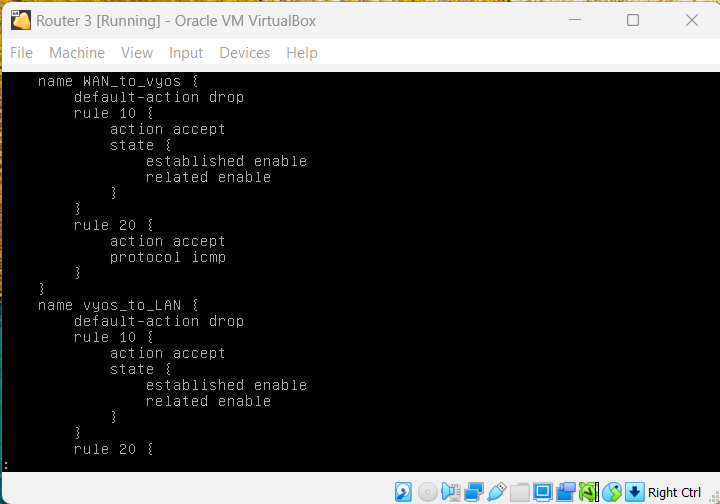 Router 3 [Running] - Oracle VM VirtualBox
File Machine View Input Devices Help
name WAN_to_vyos {
default-action drop
rule 10 {
action accept
state {
established enable
related enable
}
}
rule 20 {
action accept
protocol icmp
}
}
name vyos_to_LAN {
default-action drop
rule 10 {
action accept
state {
established enable
related enable
}
}
rule 20 {
:
Right Ctrl